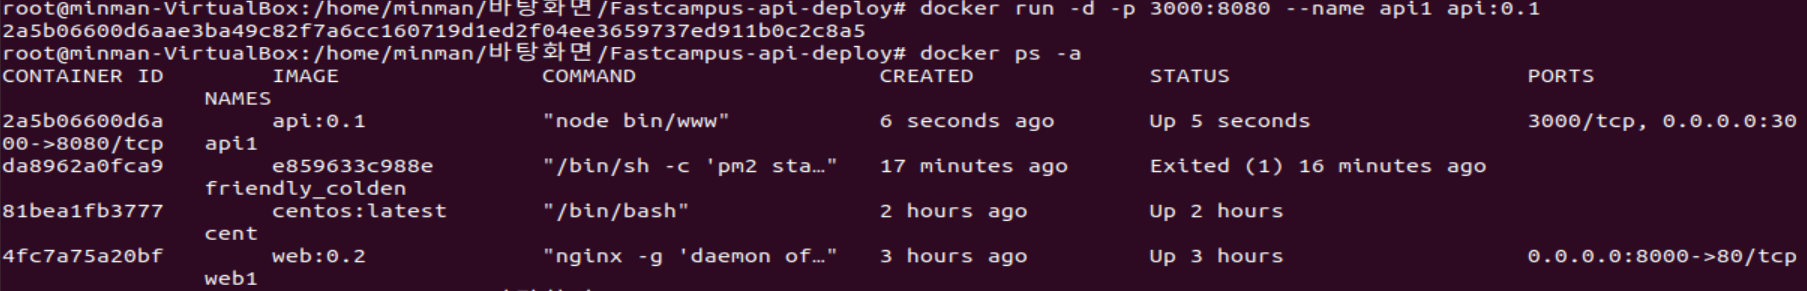 root@minman-VirtualBox:/home/minman/바탕화면/Fastcampus-api-deploy# docker run -d -p 3000:8080 --name api1 api:0.1
2a5b06600d6aae3ba49c82f7a6cc160719d1ed2f04ee3659737ed911b0c2c8a5
root@minman-VirtualBox:/home/minman/바탕화면/Fastcampus-api-deploy# docker ps -a
CONTAINER ID        IMAGE               COMMAND                  CREATED             STATUS                      PORTS
               NAMES
2a5b06600d6a        api:0.1             "node bin/www"           6 seconds ago       Up 5 seconds                3000/tcp, 0.0.0.0:30
00->8080/tcp   api1
da8962a0fca9        e859633c988e        "/bin/sh -c 'pm2 sta…"   17 minutes ago      Exited (1) 16 minutes ago
               friendly_colden
81bea1fb3777        centos:latest       "/bin/bash"              2 hours ago         Up 2 hours
               cent
4fc7a75a20bf        web:0.2             "nginx -g 'daemon of…"   3 hours ago         Up 3 hours                  0.0.0.0:8000->80/tcp
               web1